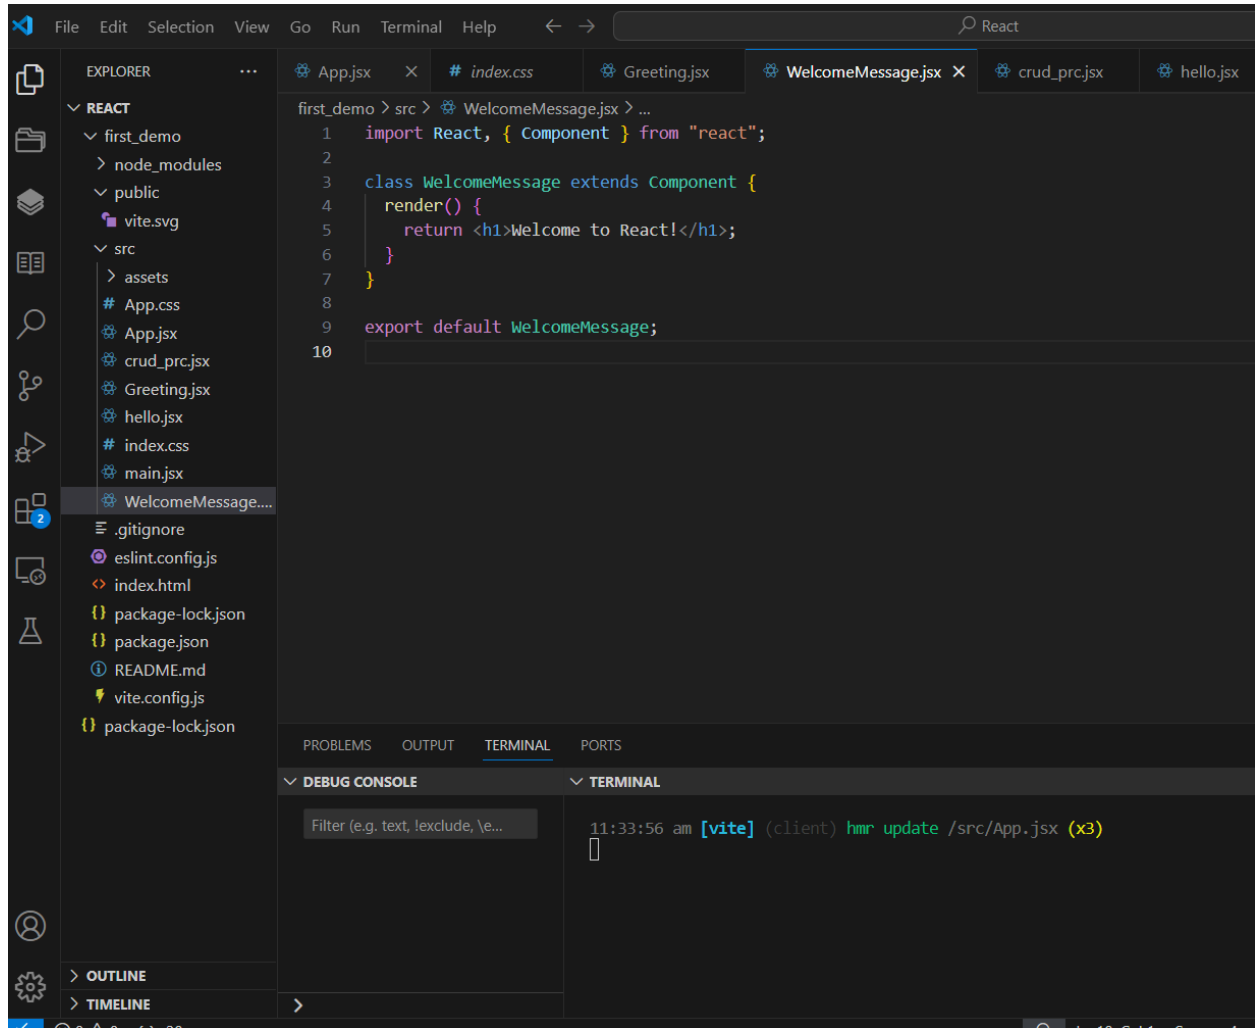 File Edit Selection View Go Run Terminal Help ← → React
EXPLORER ...
REACT
first_demo
node_modules
public
vite.svg
src
assets
# App.css
App.jsx
crud_prc.jsx
Greeting.jsx
hello.jsx
# index.css
main.jsx
WelcomeMessage....
.gitignore
eslint.config.js
<> index.html
{} package-lock.json
{} package.json
README.md
vite.config.js
{} package-lock.json
OUTLINE
TIMELINE
2
App.jsx × # index.css Greeting.jsx WelcomeMessage.jsx × crud_prc.jsx hello.jsx
first_demo > src > WelcomeMessage.jsx > ...
1 import React, { Component } from "react";
2
3 class WelcomeMessage extends Component {
4 render() {
5 return <h1>Welcome to React!</h1>;
6 }
7 }
8
9 export default WelcomeMessage;
10
PROBLEMS OUTPUT TERMINAL PORTS
DEBUG CONSOLE
Filter (e.g. text, !exclude, \e...
>
TERMINAL
11:33:56 am [vite] (client) hmr update /src/App.jsx (x3)